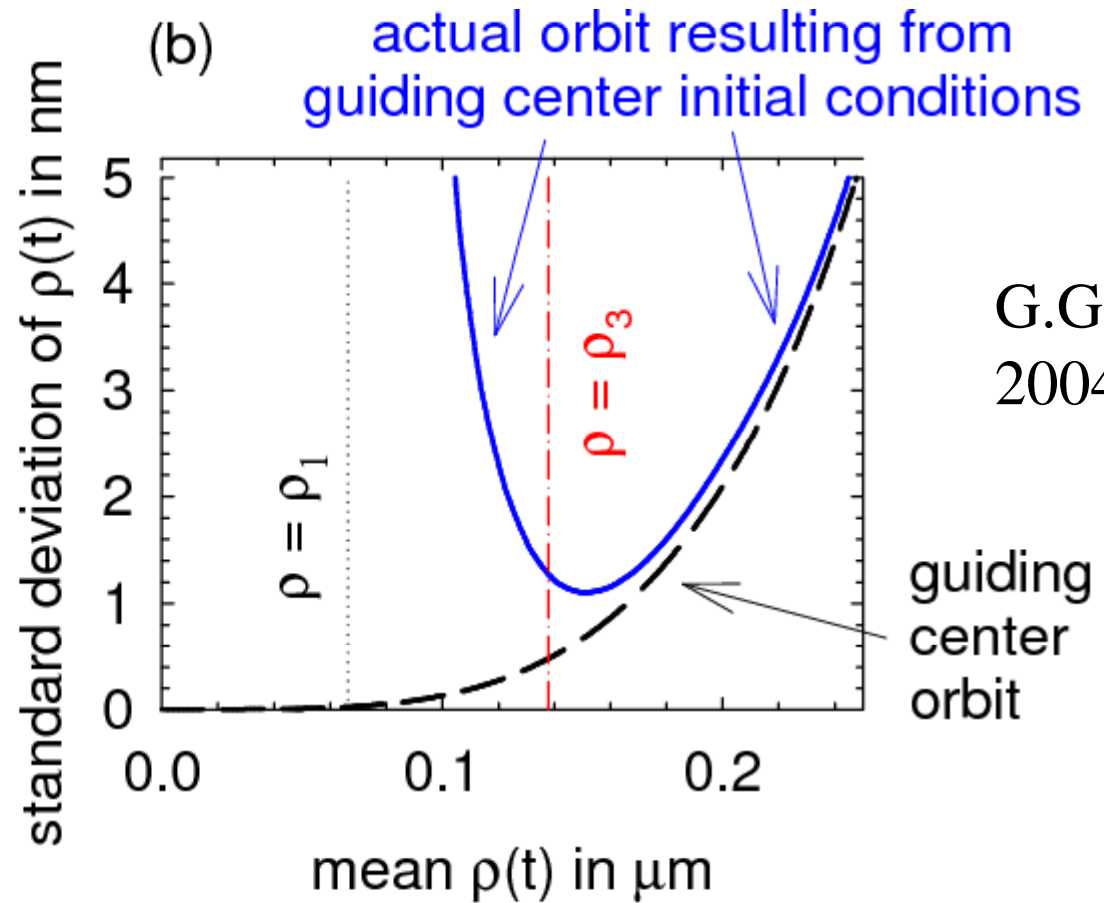 (b)
actual orbit resulting from
guiding center initial conditions
standard deviation of ρ(t) in nm
5
4
3
2
1
0
ρ = ρ1
ρ = ρ3
G.G
2004
guiding
center
orbit
0.0
0.1
0.2
mean ρ(t) in μm